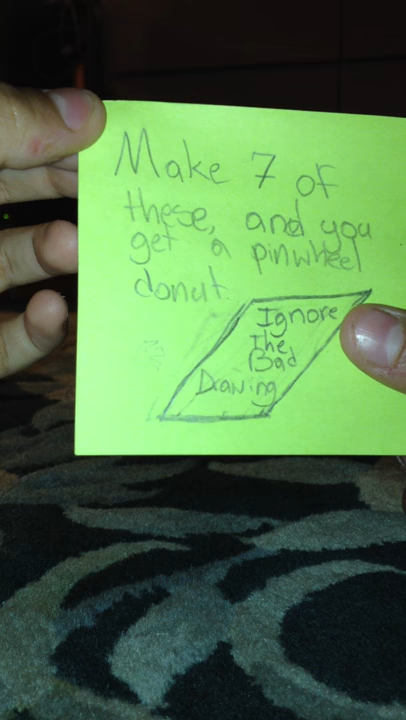 Make 7 of
these, and you
get a pinwheel
donut.
Ignore
The
Bad
Drawing